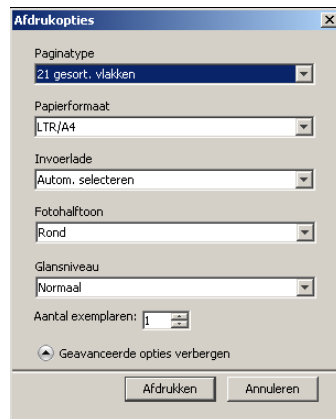 Afdrukopties
Paginatype
21 gesort. vlakken
Papierformaat
LTR/A4
Invoerlade
Autom. selecteren
Fotohalftoon
Rond
Glansniveau
Normaal
Aantal exemplaren: 1
Geavanceerde opties verbergen
Afdrukken Annuleren